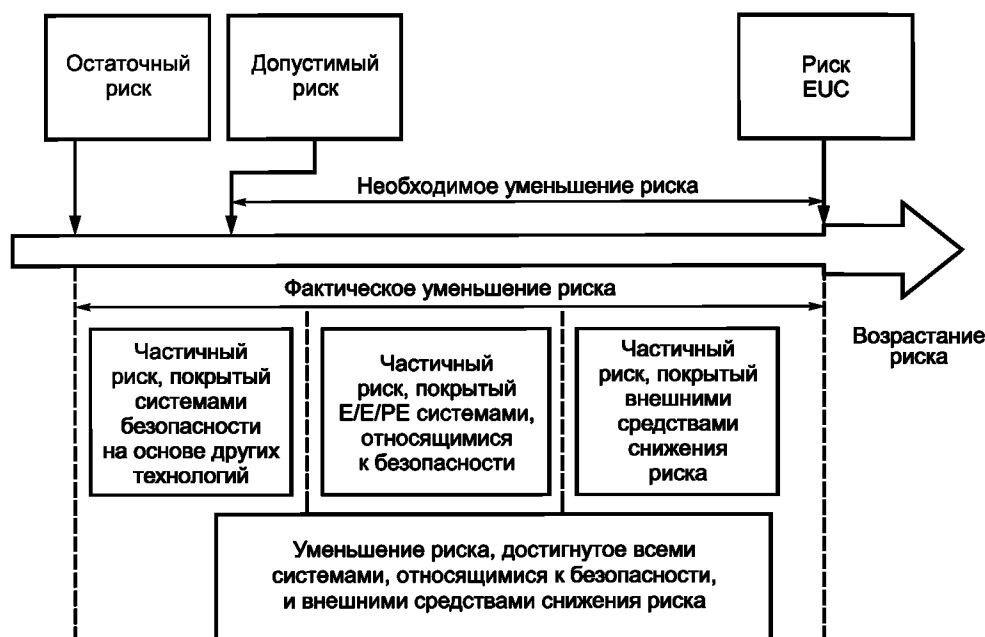 Остаточный
риск
Допустимый
риск
Риск
EUC
Необходимое уменьшение риска
Фактическое уменьшение риска
Возрастание
риска
Частичный
риск, покрытый
системами
безопасности
на основе других
технологий
Частичный
риск, покрытый
E/E/PE системами,
относящимися
к безопасности
Частичный
риск, покрытый
внешними
средствами
снижения
риска
Уменьшение риска, достигнутое всеми
системами, относящимися к безопасности,
и внешними средствами снижения риска